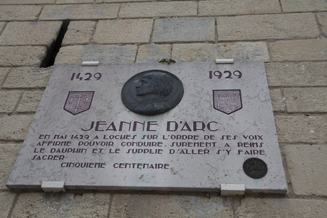 1429 1929
JEANNE D'ARC
EN MAI 1429 A LOCHES SUR L'ORDRE DE SES VOIX
AFFIRME POUVOIR CONDUIRE SUREMENT A REIMS
LE DAUPHIN ET LE SUPPLIE D'ALLER S'Y FAIRE
SACRER
CINQUIEME CENTENAIRE